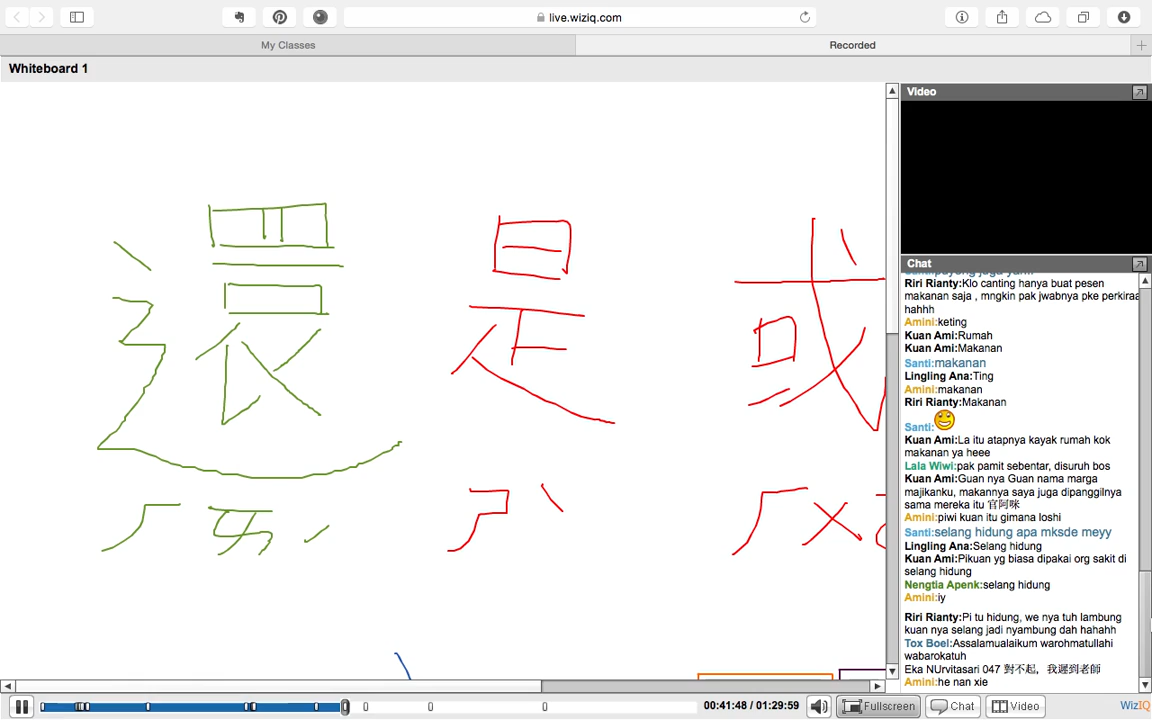 live.wiziq.com
My Classes
Recorded
Whiteboard 1
還 是 或
ㄏㄞˊ ㄕˋ ㄏㄨ
Video
Chat
Riri Rianty:Klo canting hanya buat pesen
makanan saja , mngkin pak jwabnya pke perkiraa
hahhh
Amini:keting
Kuan Ami:Rumah
Kuan Ami:Makanan
Santi:makanan
Lingling Ana:Ting
Amini:makanan
Riri Rianty:Makanan
Santi:
Kuan Ami:La itu atapnya kayak rumah kok
makanan ya heee
Lala Wiwi:pak pamit sebentar, disuruh bos
Kuan Ami:Guan nya Guan nama marga
majikanku, makannya saya juga dipanggilnya
sama mereka itu 官阿咪
Amini:piwi kuan itu gimana loshi
Santi:selang hidung apa mksde meyy
Lingling Ana:Selang hidung
Kuan Ami:Pikuan yg biasa dipakai org sakit di
selang hidung
Nengtia Apenk:selang hidung
Amini:iy
Riri Rianty:Pi tu hidung, we nya tuh lambung
kuan nya selang jadi nyambung dah hahahh
Tox Boel:Assalamualaikum warohmatullahi
wabarokatuh
Eka NUrvitasari 047 對不起，我遲到老師
Amini:he nan xie
00:41:48 / 01:29:59
Fullscreen
Chat
Video
WizIQ